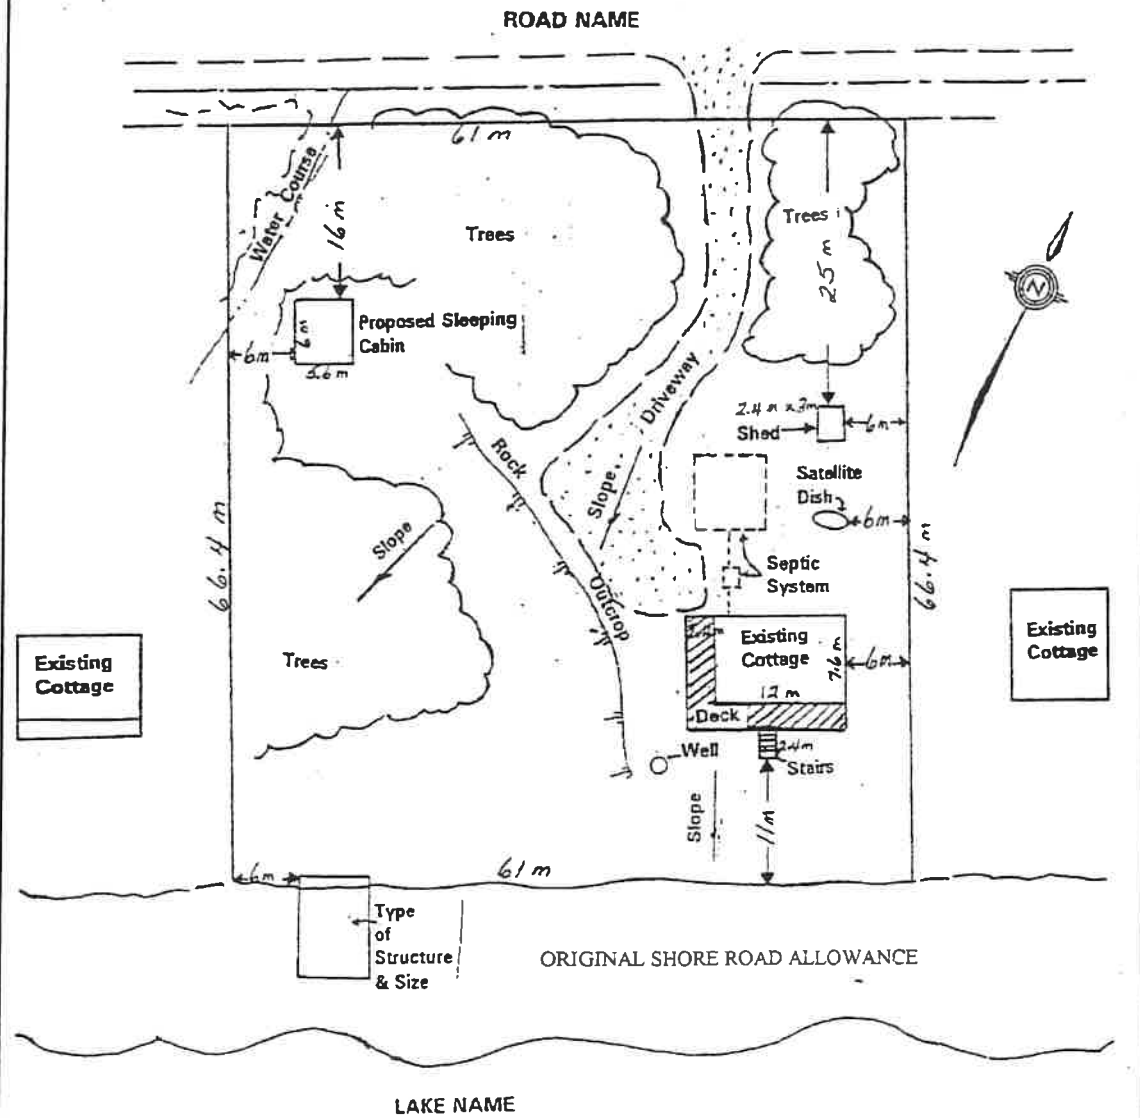 ROAD NAME
61 m
Water Course
16 m
Trees
Trees
25 m
N
Proposed Sleeping
Cabin
6 m
6m
5.6 m
Driveway
2.4 m x 3m
Shed
6m
Rock
Outcrop
Slope
Satellite
Dish
6m
Slope
66.4 m
66.4 m
Septic
System
Existing
Cottage
Existing
Cottage
7.6 m
6m
12 m
Existing
Cottage
Trees
Deck
Well
2.4m
Stairs
Slope
11m
6m
61 m
Type
of
Structure
& Size
ORIGINAL SHORE ROAD ALLOWANCE
LAKE NAME